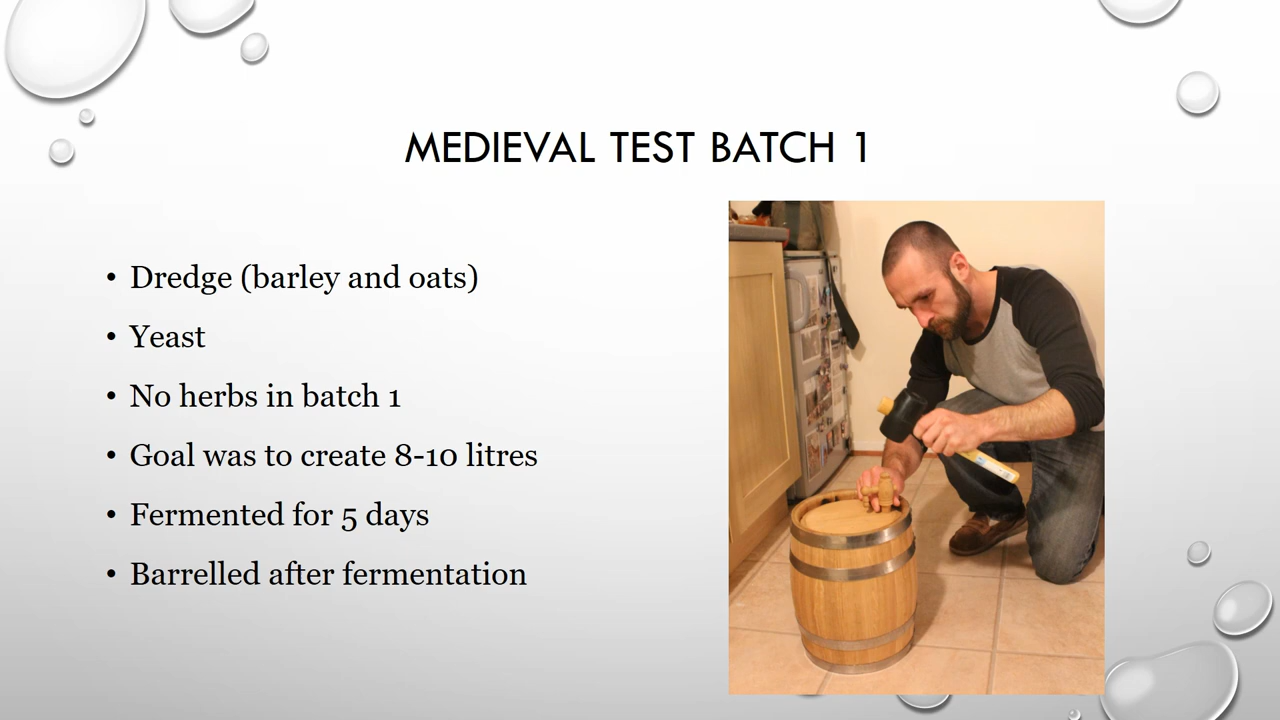 MEDIEVAL TEST BATCH 1
• Dredge (barley and oats)
• Yeast
• No herbs in batch 1
• Goal was to create 8-10 litres
• Fermented for 5 days
• Barrelled after fermentation